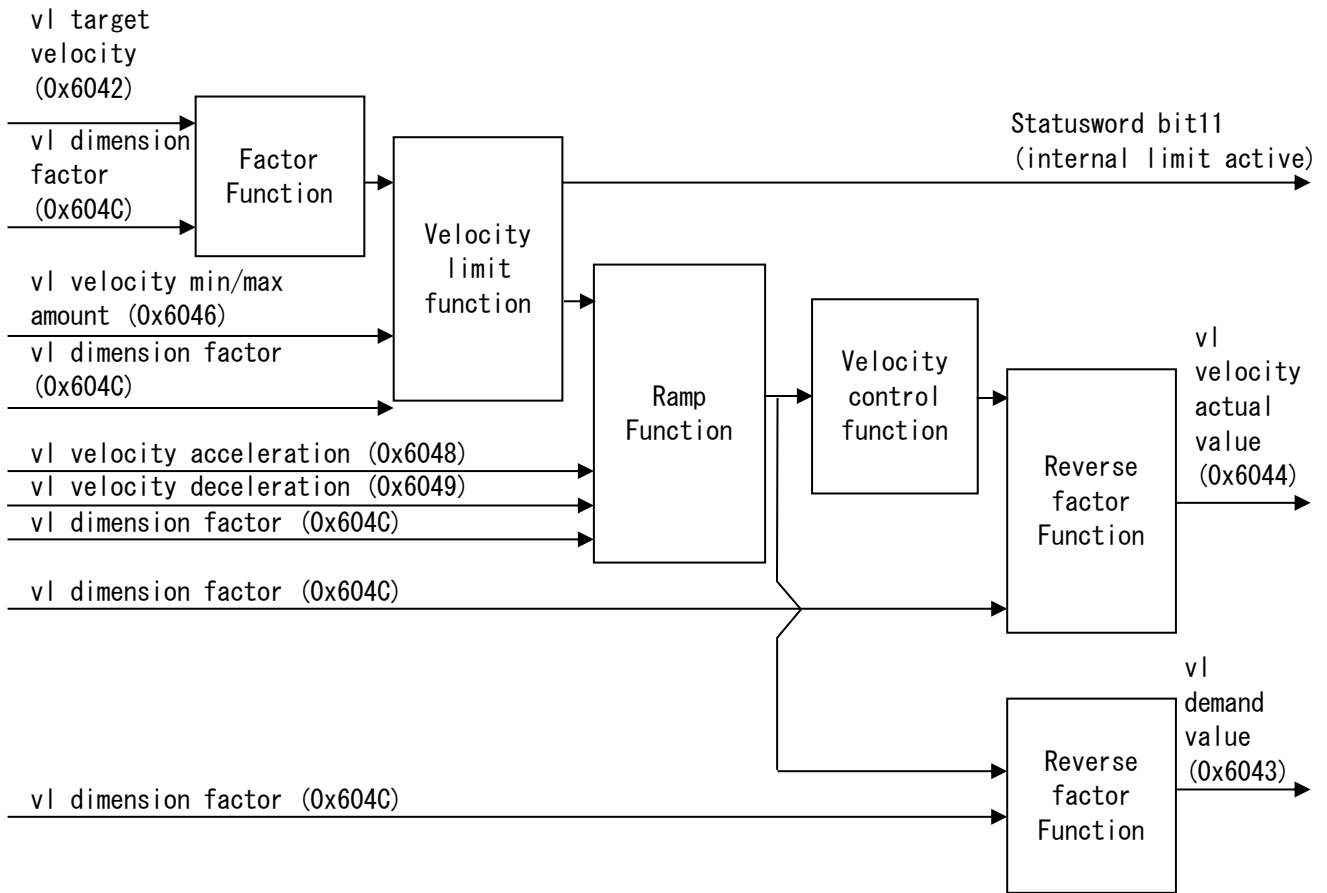 vl target
velocity
(0x6042)
vl dimension
factor
(0x604C)
Factor
Function
Statusword bit11
(internal limit active)
Velocity
limit
function
vl velocity min/max
amount (0x6046)
vl dimension factor
(0x604C)
Ramp
Function
Velocity
control
function
vl
velocity
actual
value
(0x6044)
vl velocity acceleration (0x6048)
vl velocity deceleration (0x6049)
vl dimension factor (0x604C)
Reverse
factor
Function
vl dimension factor (0x604C)
vl
demand
value
(0x6043)
Reverse
factor
Function
vl dimension factor (0x604C)